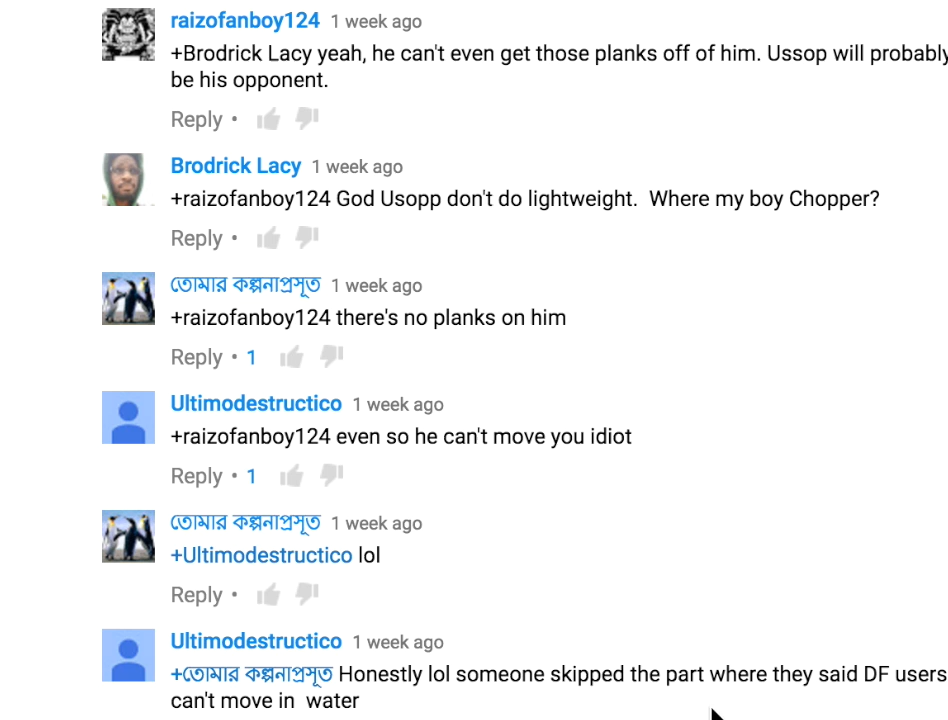 raizofanboy124 1 week ago
+Brodrick Lacy yeah, he can't even get those planks off of him. Ussop will probably
be his opponent.
Reply •
Brodrick Lacy 1 week ago
+raizofanboy124 God Usopp don't do lightweight.  Where my boy Chopper?
Reply •
তোমার কল্পনাপ্রসূত 1 week ago
+raizofanboy124 there's no planks on him
Reply • 1
Ultimodestructico 1 week ago
+raizofanboy124 even so he can't move you idiot
Reply • 1
তোমার কল্পনাপ্রসূত 1 week ago
+Ultimodestructico lol
Reply •
Ultimodestructico 1 week ago
+তোমার কল্পনাপ্রসূত Honestly lol someone skipped the part where they said DF users
can't move in  water